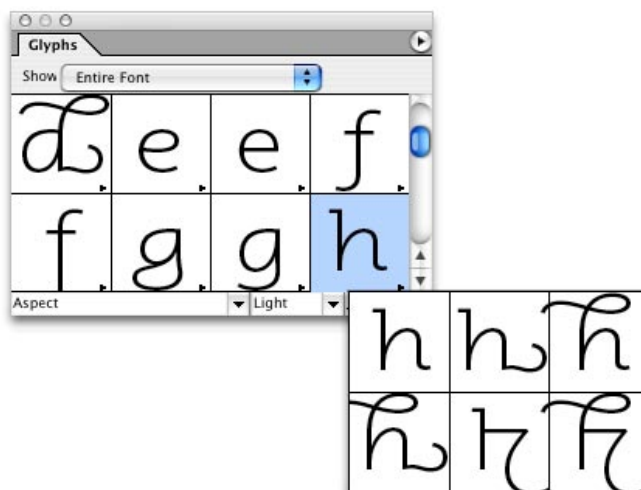 Glyphs
Show Entire Font
d e e f
f g g h
Aspect Light
h h h
h h h